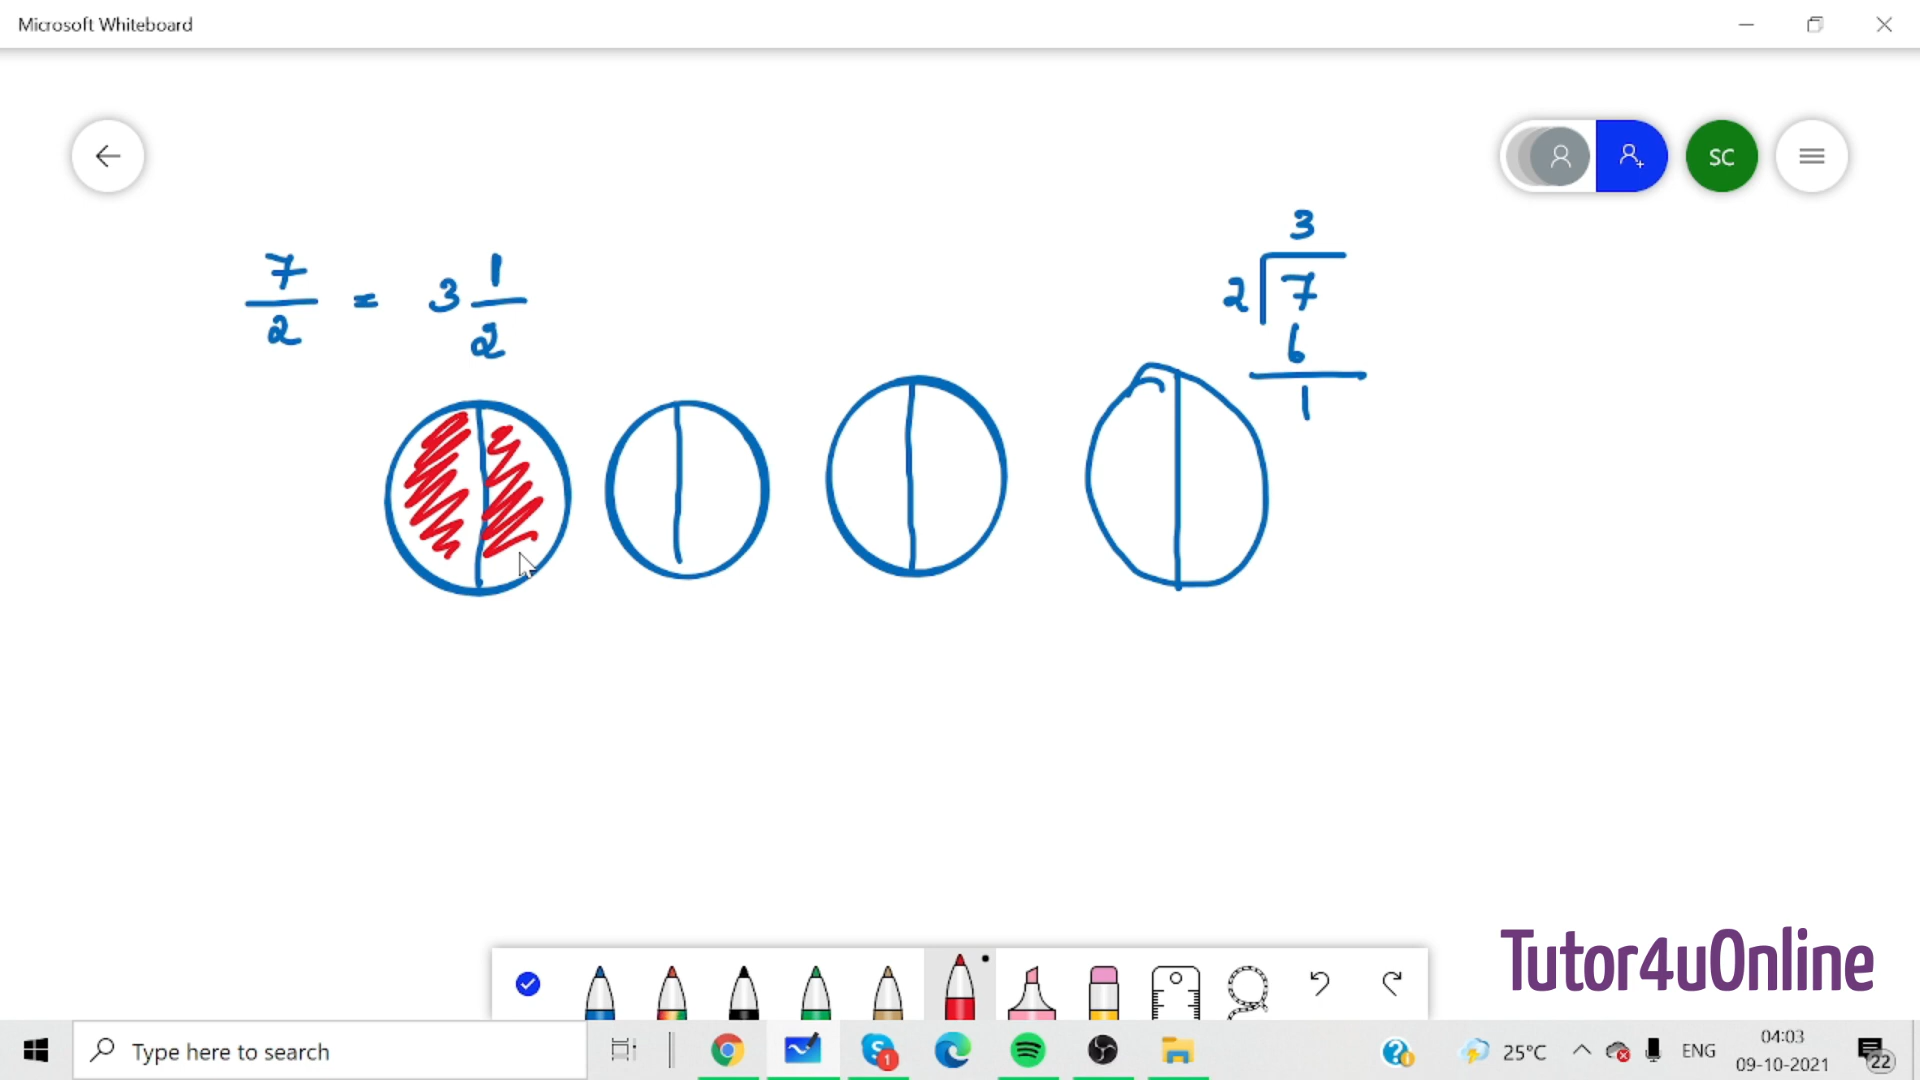 Microsoft Whiteboard
SC
7/2 = 3 1/2
3
2 7
6
1
Tutor4uOnline
Type here to search
1
25°C
ENG
04:03
09-10-2021
22